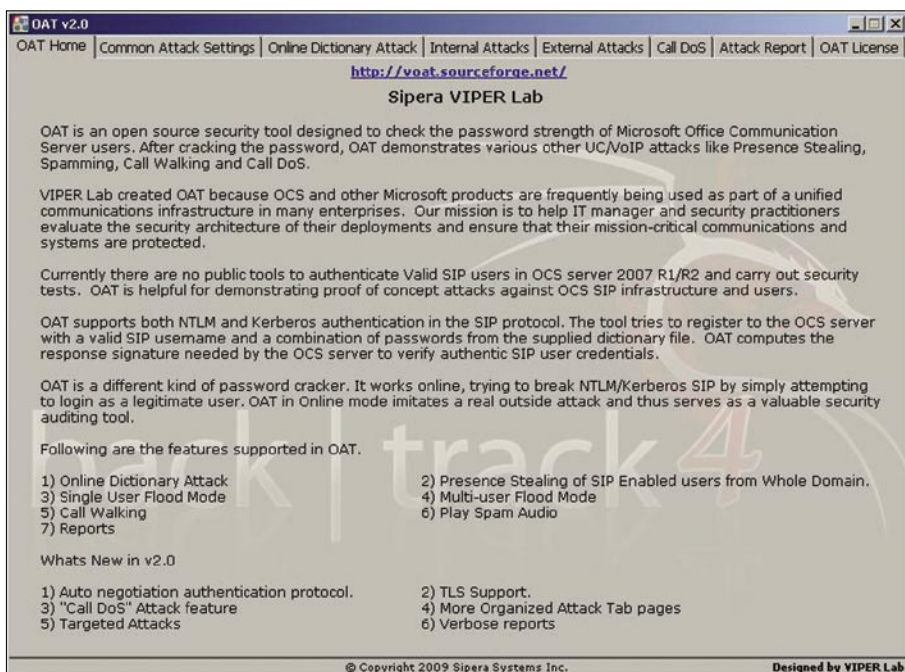 OAT v2.0
OAT Home Common Attack Settings Online Dictionary Attack Internal Attacks External Attacks Call DoS Attack Report OAT License
http://voat.sourceforge.net/
Sipera VIPER Lab
OAT is an open source security tool designed to check the password strength of Microsoft Office Communication
Server users. After cracking the password, OAT demonstrates various other UC/VoIP attacks like Presence Stealing,
Spamming, Call Walking and Call DoS.
VIPER Lab created OAT because OCS and other Microsoft products are frequently being used as part of a unified
communications infrastructure in many enterprises. Our mission is to help IT manager and security practitioners
evaluate the security architecture of their deployments and ensure that their mission-critical communications and
systems are protected.
Currently there are no public tools to authenticate Valid SIP users in OCS server 2007 R1/R2 and carry out security
tests. OAT is helpful for demonstrating proof of concept attacks against OCS SIP infrastructure and users.
OAT supports both NTLM and Kerberos authentication in the SIP protocol. The tool tries to register to the OCS server
with a valid SIP username and a combination of passwords from the supplied dictionary file. OAT computes the
response signature needed by the OCS server to verify authentic SIP user credentials.
OAT is a different kind of password cracker. It works online, trying to break NTLM/Kerberos SIP by simply attempting
to login as a legitimate user. OAT in Online mode imitates a real outside attack and thus serves as a valuable security
auditing tool.
back | track 4
Following are the features supported in OAT.
1) Online Dictionary Attack 2) Presence Stealing of SIP Enabled users from Whole Domain.
3) Single User Flood Mode 4) Multi-user Flood Mode
5) Call Walking 6) Play Spam Audio
7) Reports
Whats New in v2.0
1) Auto negotiation authentication protocol. 2) TLS Support.
3) "Call DoS" Attack feature 4) More Organized Attack Tab pages
5) Targeted Attacks 6) Verbose reports
© Copyright 2009 Sipera Systems Inc. Designed by VIPER Lab